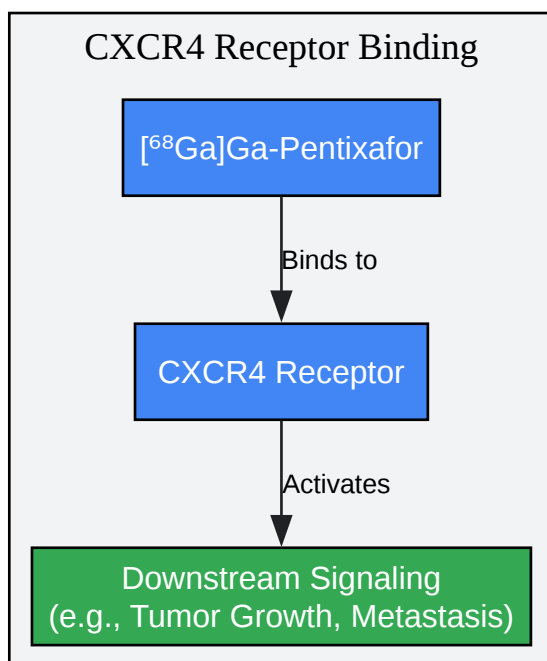 CXCR4 Receptor Binding
[⁶⁸Ga]Ga-Pentixafor
Binds to
CXCR4 Receptor
Activates
Downstream Signaling
(e.g., Tumor Growth, Metastasis)